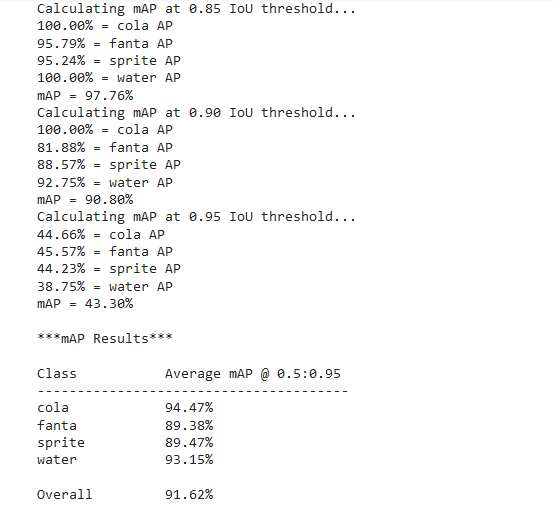 Calculating mAP at 0.85 IoU threshold...
100.00% = cola AP
95.79% = fanta AP
95.24% = sprite AP
100.00% = water AP
mAP = 97.76%
Calculating mAP at 0.90 IoU threshold...
100.00% = cola AP
81.88% = fanta AP
88.57% = sprite AP
92.75% = water AP
mAP = 90.80%
Calculating mAP at 0.95 IoU threshold...
44.66% = cola AP
45.57% = fanta AP
44.23% = sprite AP
38.75% = water AP
mAP = 43.30%
***mAP Results***
Class Average mAP @ 0.5:0.95
---------------------------------------
cola 94.47%
fanta 89.38%
sprite 89.47%
water 93.15%
Overall 91.62%